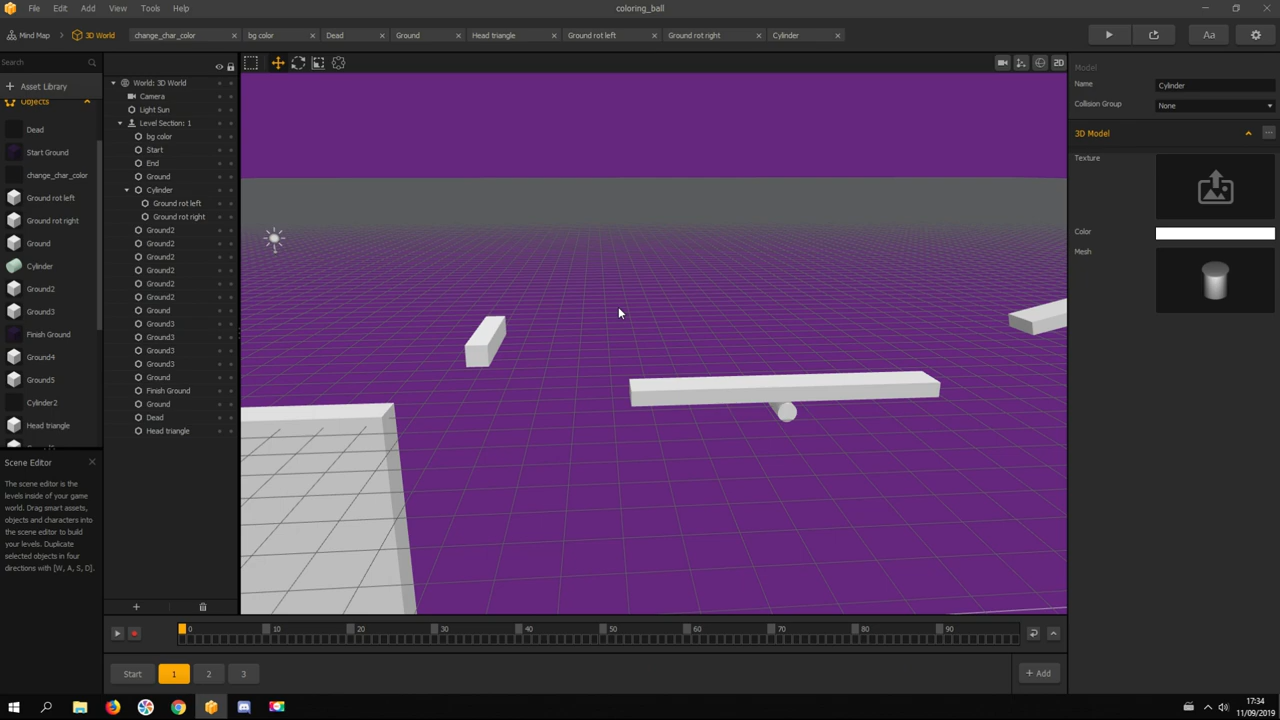 File Edit Add View Tools Help
coloring_ball
Mind Map
3D World
change_char_color
bg color
Dead
Ground
Head triangle
Ground rot left
Ground rot right
Cylinder
Aa
Search
Asset Library
Objects
Dead
Start Ground
change_char_color
Ground rot left
Ground rot right
Ground
Cylinder
Ground2
Ground3
Finish Ground
Ground4
Ground5
Cylinder2
Head triangle
Scene Editor
The scene editor is the
levels inside of your game
world. Drag smart assets,
objects and characters into
the scene editor to build
your levels. Duplicate
selected objects in four
directions with [W, A, S, D].
World: 3D World
Camera
Light Sun
Level Section: 1
bg color
Start
End
Ground
Cylinder
Ground rot left
Ground rot right
Ground2
Ground2
Ground2
Ground2
Ground2
Ground2
Ground
Ground3
Ground3
Ground3
Ground3
Ground
Finish Ground
Ground
Dead
Head triangle
2D
Model
Name
Cylinder
Collision Group
None
3D Model
Texture
Color
Mesh
0 10 20 30 40 50 60 70 80 90
Start 1 2 3
+ Add
17:34
11/09/2019